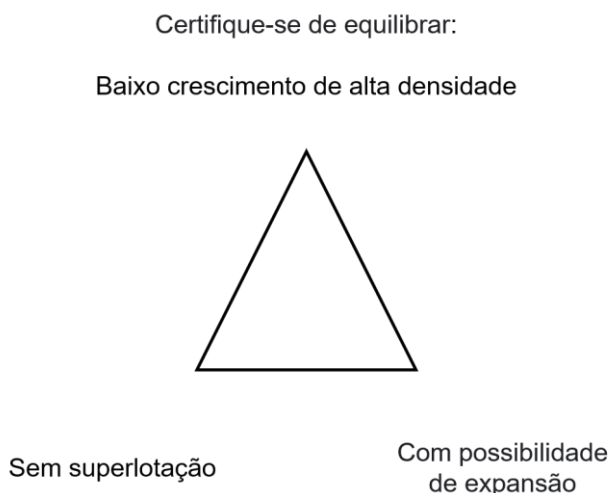 Certifique-se de equilibrar:
Baixo crescimento de alta densidade
Sem superlotação
Com possibilidade
de expansão